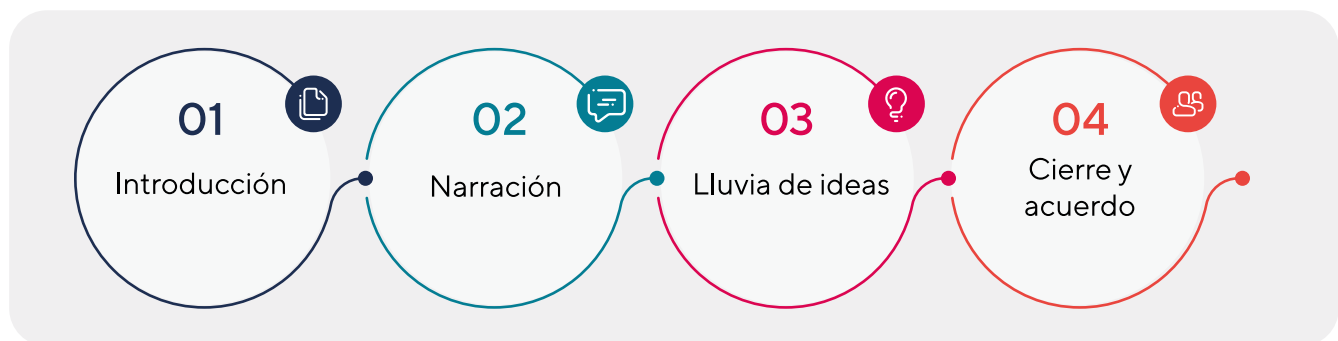 01
Introducción
02
Narración
03
Lluvia de ideas
04
Cierre y
acuerdo